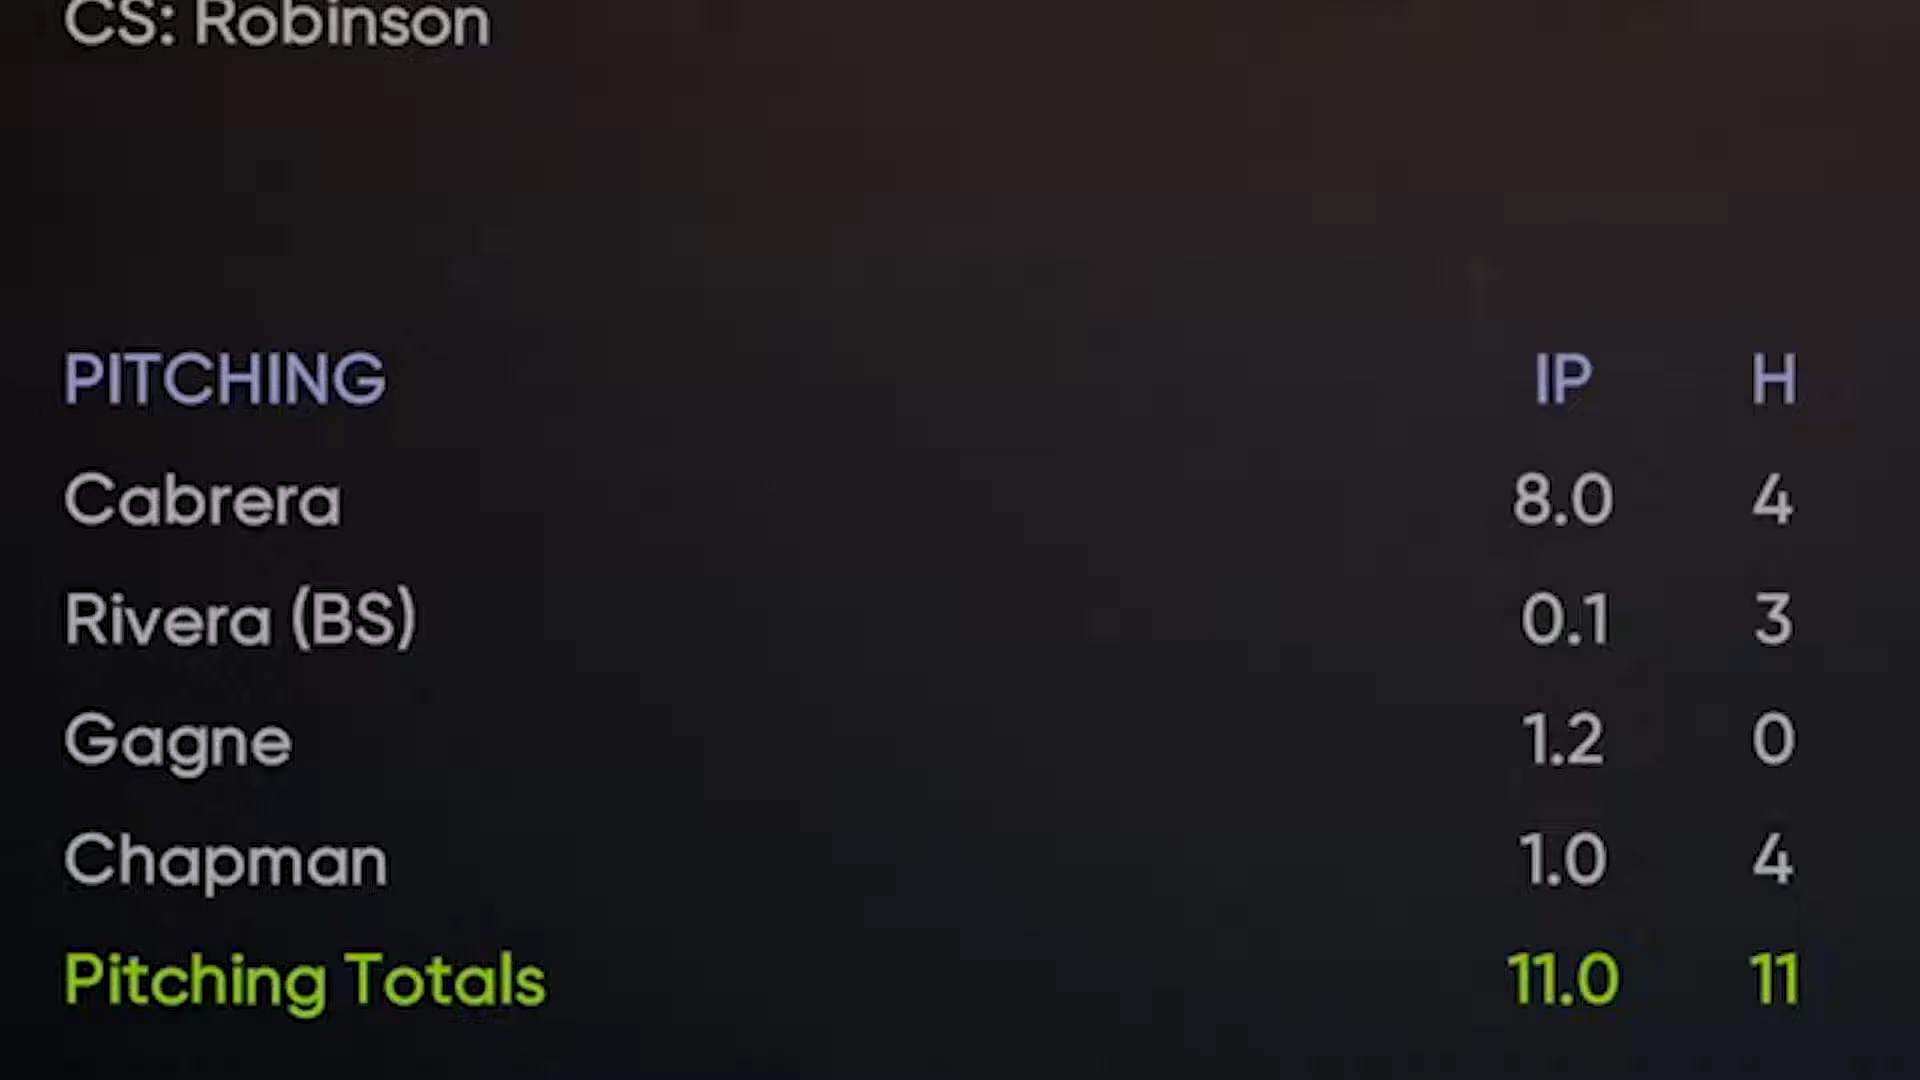 CS: Robinson
PITCHING IP H
Cabrera 8.0 4
Rivera (BS) 0.1 3
Gagne 1.2 0
Chapman 1.0 4
Pitching Totals 11.0 11